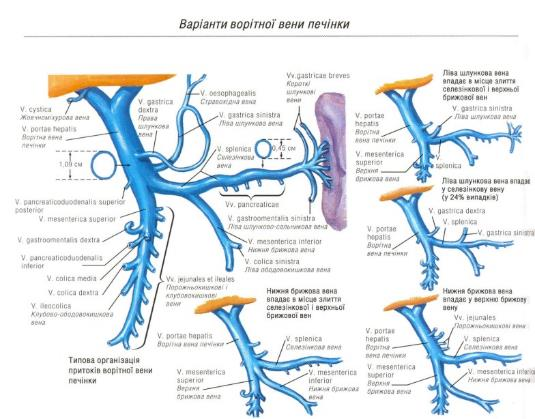 Варіанти ворітної вени печінки
V. cystica
Жовчноміхурова вена
V. portae hepatis
Ворітна вена
печінки
1,09 см
V. gastrica
dextra
Права
шлункова
вена
V. oesophagealis
Стравохідна вена
V. gastrica sinistra
Ліва шлункова вена
V. splenica
Селезінкова
вена
0,45 см
Vv. gastricae breves
Короткі
шлункові
вени
V. pancreaticoduodenalis superior
posterior
V. mesenterica superior
V. gastroomentalis dextra
V. pancreaticoduodenalis
inferior
V. colica media
V. colica dextra
V. ileocolica
Клубово-ободовокишкова
вена
Vv. pancreaticae
V. gastroomentalis sinistra
Ліва шлунково-сальникова вена
V. mesenterica inferior
Нижня брижова вена
V. colica sinistra
Ліва ободовокишкова вена
Vv. jejunales et ileales
Порожньокишкові і
клубовокишкові
вени
Типова організація
притоків ворітної вени
печінки
Ліва шлункова вена
впадає в місце злиття
селезінкової і верхньої
брижової вен
V. portae
hepatis
Ворітна
вена
печінки
V. gastrica sinistra
Ліва шлункова вена
V. mesenterica
superior
Верхня
брижова вена
V. splenica
Ліва шлункова вена впадає
у селезінкову вену
(у 24% випадків)
V. gastrica dextra
V. splenica
V. gastrica sinistra
V. portae
hepatis
Ворітна
вена
печінки
Нижня брижова вена
впадає в місце злиття
селезінкової і верхньої
брижової вен
V. portae hepatis
Ворітна вена печінки
V. splenica
Селезінкова вена
V. mesenterica
superior
Верхня
брижова вена
V. mesenterica
inferior
Нижня брижова
вена
Нижня брижова вена
впадає у верхню брижову
вену
Vv. jejunales
Порожньокишкові вени
V. portae
hepatis
Ворітна
вена печінки
V. splenica
Селезінкова вена
V. mesenterica
superior
Верхня
брижова вена
V. mesenterica inferior
Нижня брижова вена